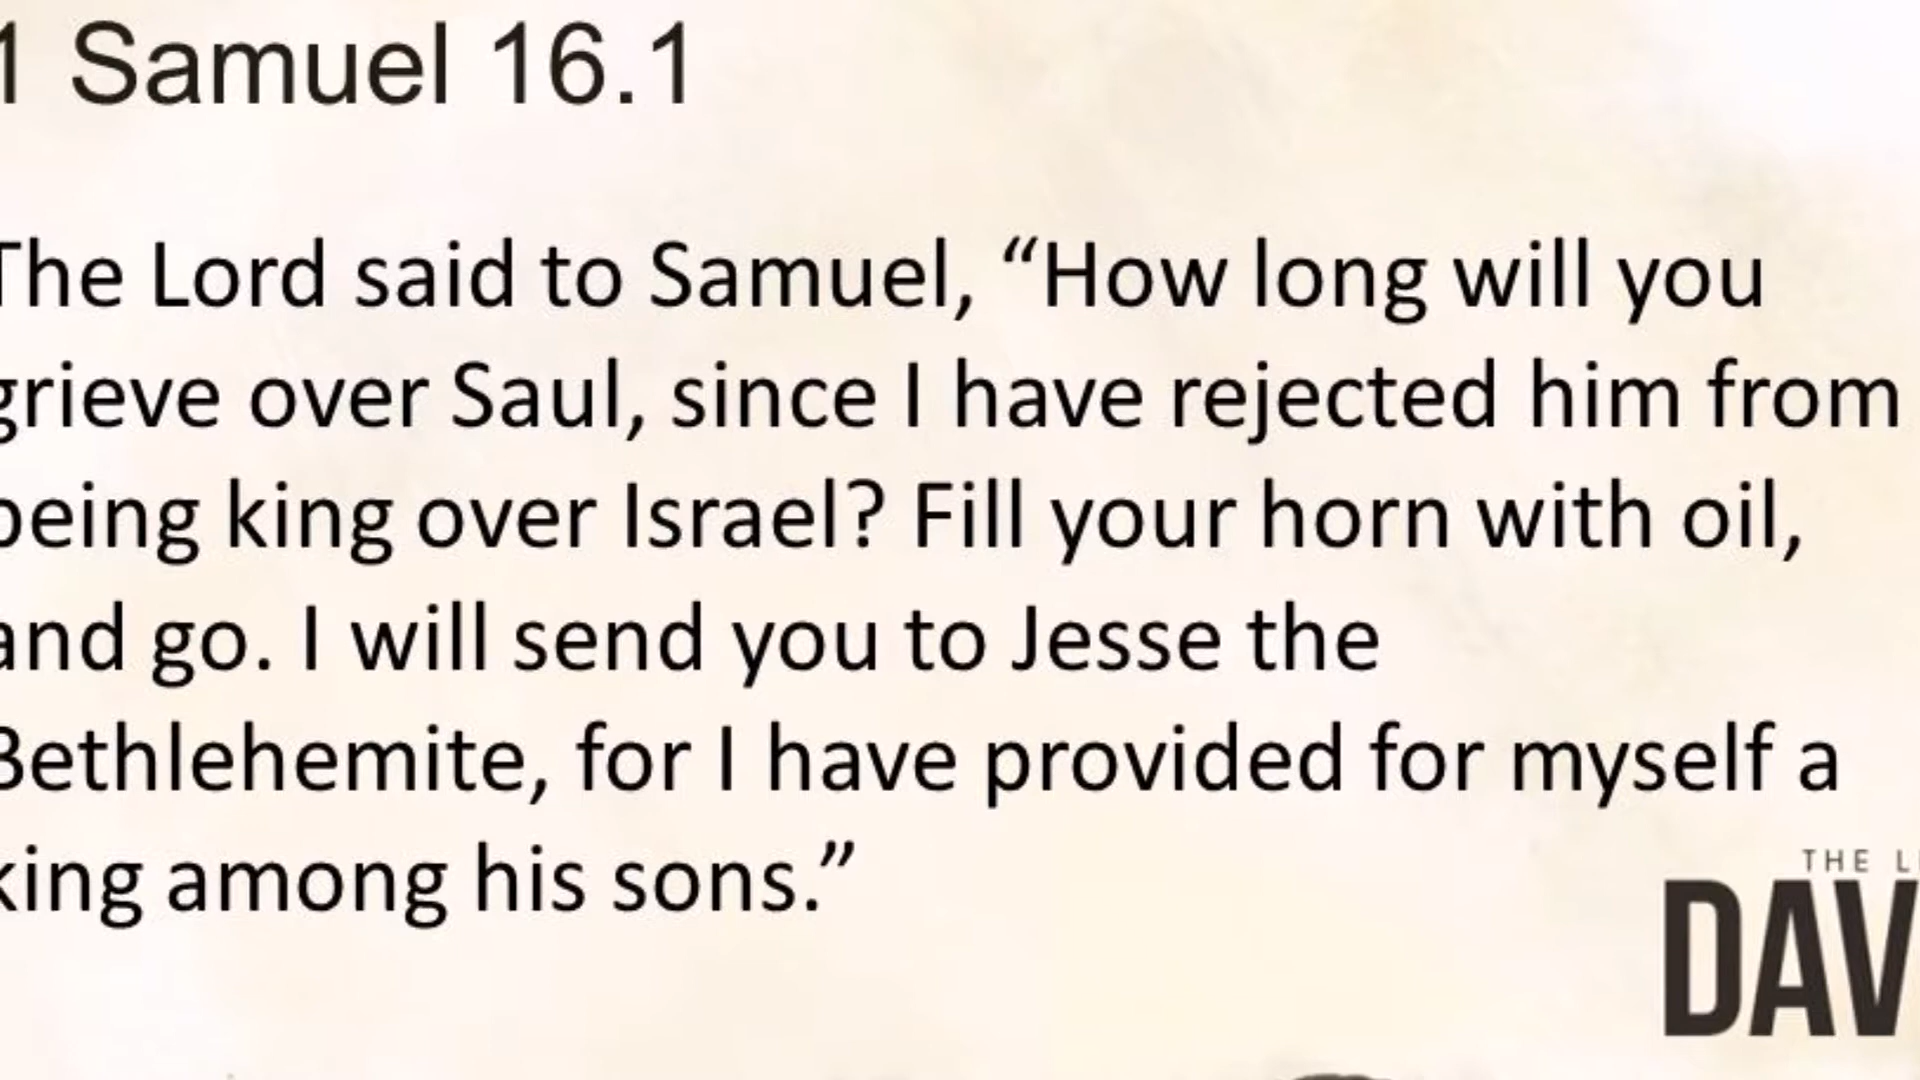 1 Samuel 16.1
The Lord said to Samuel, “How long will you
grieve over Saul, since I have rejected him from
being king over Israel? Fill your horn with oil,
and go. I will send you to Jesse the
Bethlehemite, for I have provided for myself a
king among his sons.”
THE L
DAV